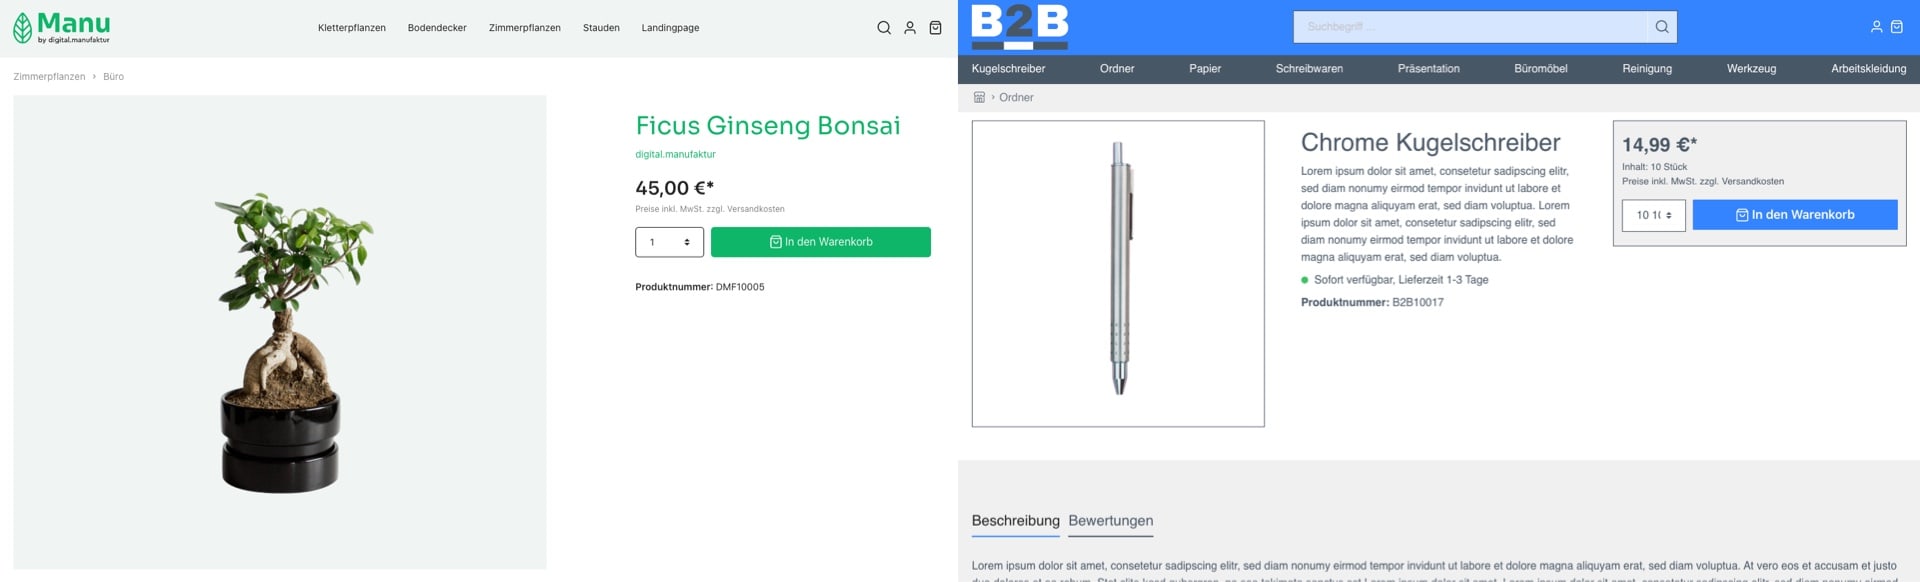 Manu
by digital.manufaktur
Kletterpflanzen Bodendecker Zimmerpflanzen Stauden Landingpage
Zimmerpflanzen > Büro
Ficus Ginseng Bonsai
digital.manufaktur
45,00 €*
Preise inkl. MwSt. zzgl. Versandkosten
1
In den Warenkorb
Produktnummer: DMF10005
B2B
Suchbegriff ...
Kugelschreiber Ordner Papier Schreibwaren Präsentation Büromöbel Reinigung Werkzeug Arbeitskleidung
> Ordner
Chrome Kugelschreiber
Lorem ipsum dolor sit amet, consetetur sadipscing elitr,
sed diam nonumy eirmod tempor invidunt ut labore et
dolore magna aliquyam erat, sed diam voluptua. Lorem
ipsum dolor sit amet, consetetur sadipscing elitr, sed
diam nonumy eirmod tempor invidunt ut labore et dolore
magna aliquyam erat, sed diam voluptua.
Sofort verfügbar, Lieferzeit 1-3 Tage
Produktnummer: B2B10017
14,99 €*
Inhalt: 10 Stück
Preise inkl. MwSt. zzgl. Versandkosten
10
In den Warenkorb
Beschreibung Bewertungen
Lorem ipsum dolor sit amet, consetetur sadipscing elitr, sed diam nonumy eirmod tempor invidunt ut labore et dolore magna aliquyam erat, sed diam voluptua. At vero eos et accusam et justo